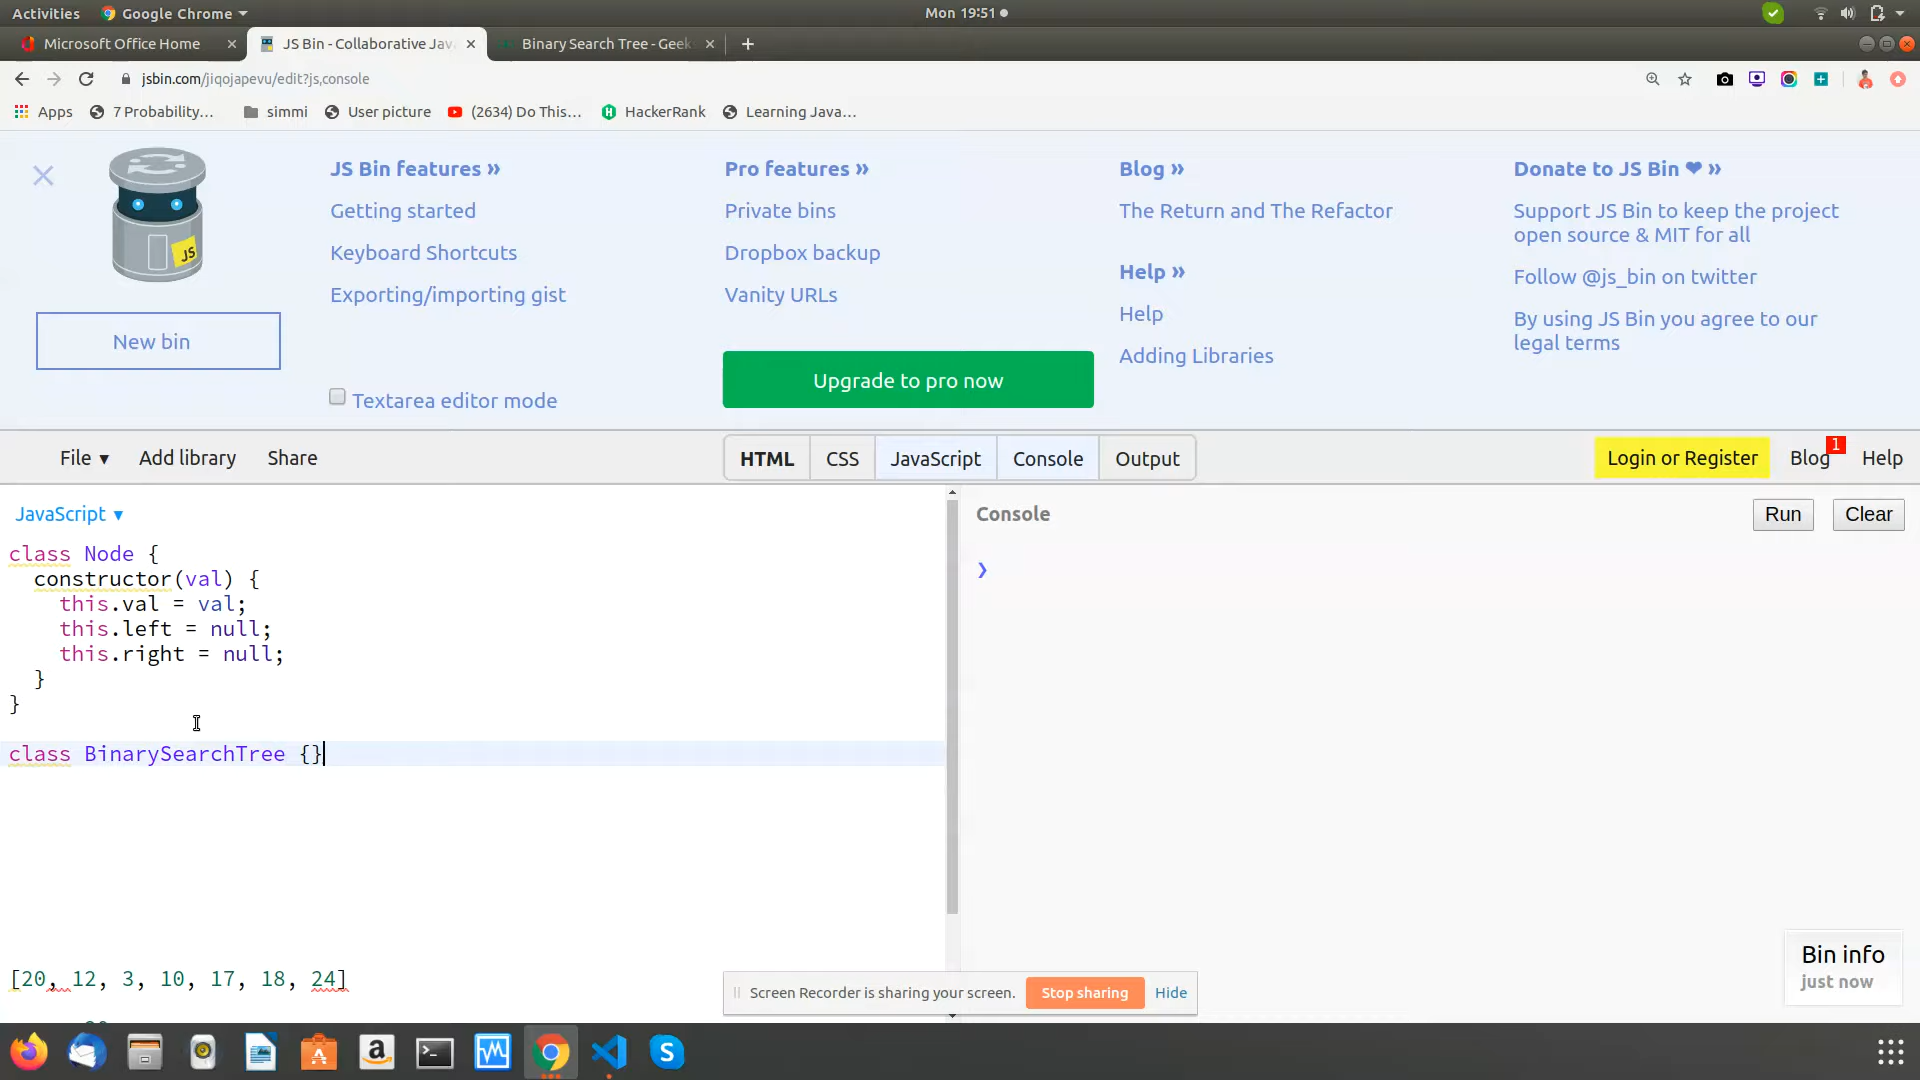 Activities
Google Chrome
Mon 19:51
Microsoft Office Home
JS Bin - Collaborative Jav
Binary Search Tree - Geek
jsbin.com/jiqojapevu/edit?js,console
Apps
7 Probability...
simmi
User picture
(2634) Do This...
HackerRank
Learning Java...
JS Bin features »
Getting started
Keyboard Shortcuts
Exporting/importing gist
Textarea editor mode
Pro features »
Private bins
Dropbox backup
Vanity URLs
Upgrade to pro now
Blog »
The Return and The Refactor
Help »
Help
Adding Libraries
Donate to JS Bin ❤ »
Support JS Bin to keep the project
open source & MIT for all
Follow @js_bin on twitter
By using JS Bin you agree to our
legal terms
JS
New bin
File ▾
Add library
Share
HTML
CSS
JavaScript
Console
Output
Login or Register
Blog
1
Help
JavaScript ▾
class Node {
  constructor(val) {
    this.val = val;
    this.left = null;
    this.right = null;
  }
}
class BinarySearchTree {}
[20, 12, 3, 10, 17, 18, 24]
Console
Run
Clear
❯
Bin info
just now
Screen Recorder is sharing your screen.
Stop sharing
Hide